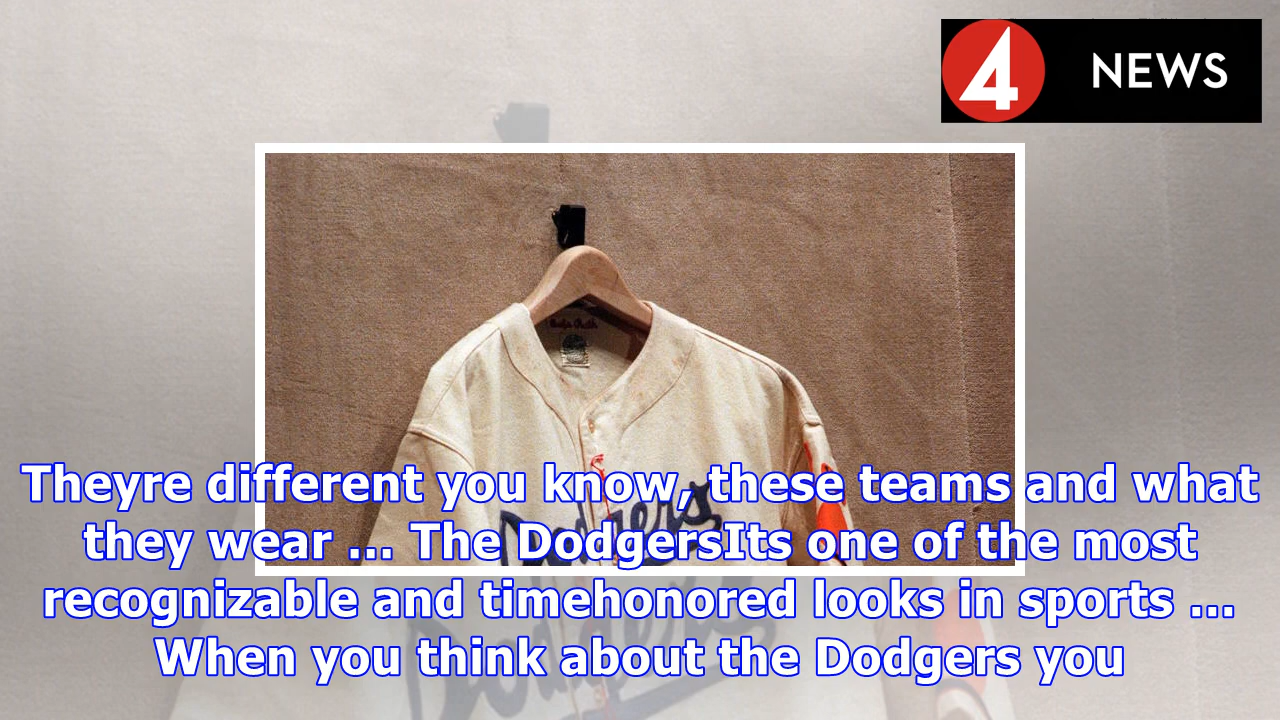 4 NEWS
Dodgers
Theyre different you know, these teams and what
they wear ... The DodgersIts one of the most
recognizable and timehonored looks in sports ...
When you think about the Dodgers you